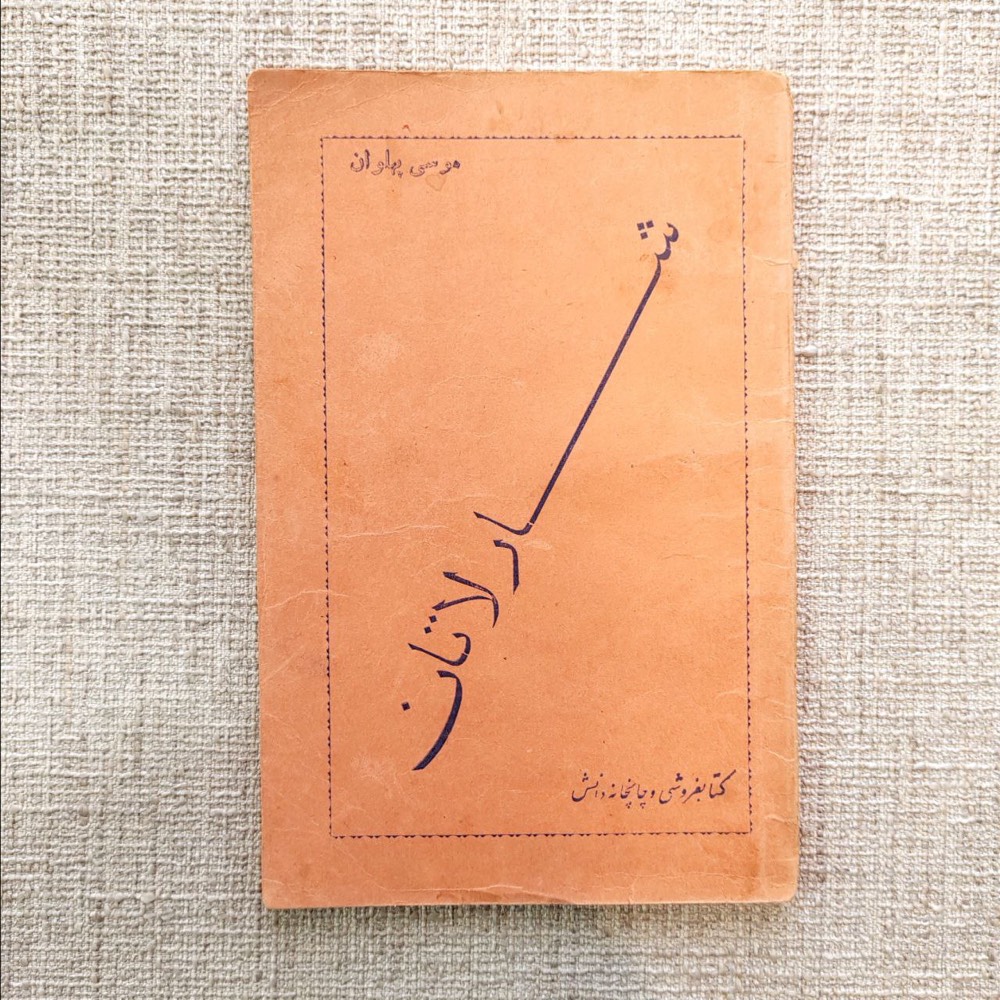 موسی پهلوان
شارلاتان
کتابفروشی و چاپخانه دانش